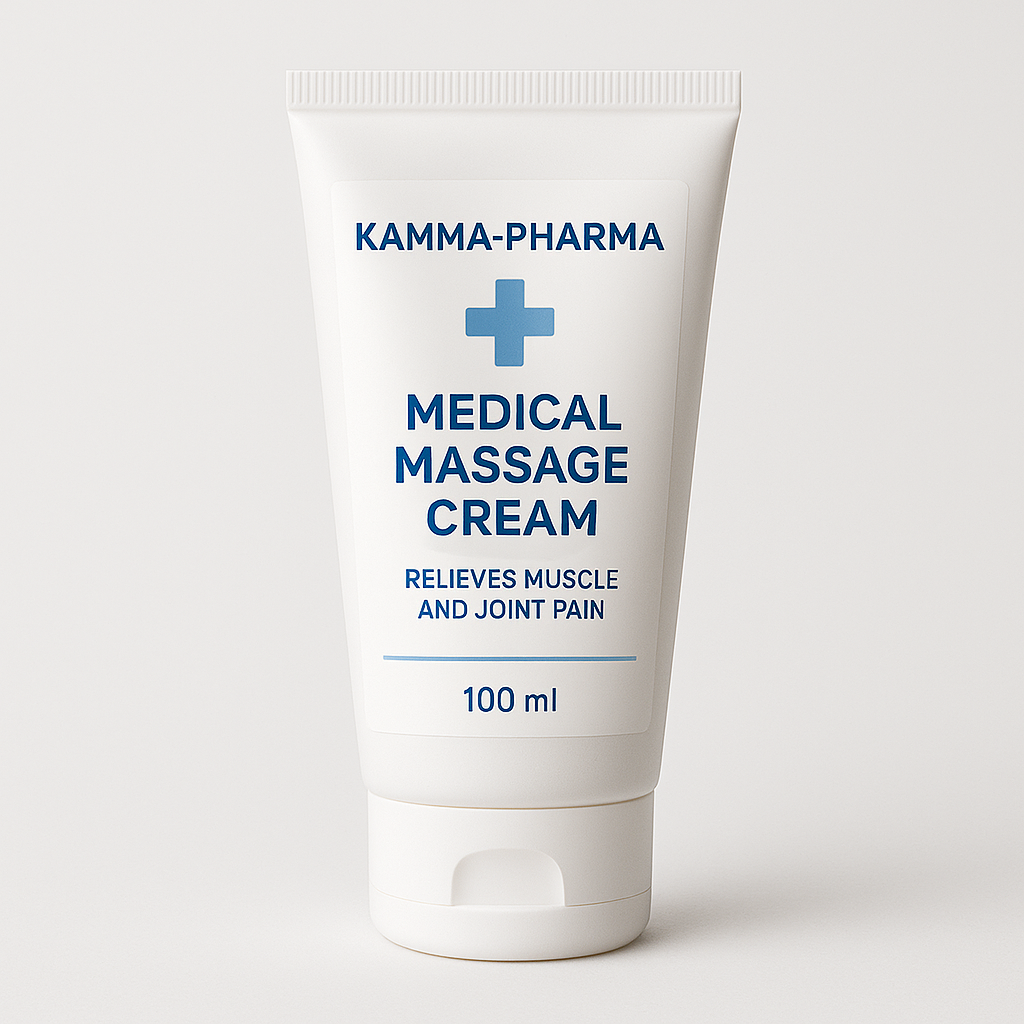 KAMMA-PHARMA
MEDICAL
MASSAGE
CREAM
RELIEVES MUSCLE
AND JOINT PAIN
100 ml